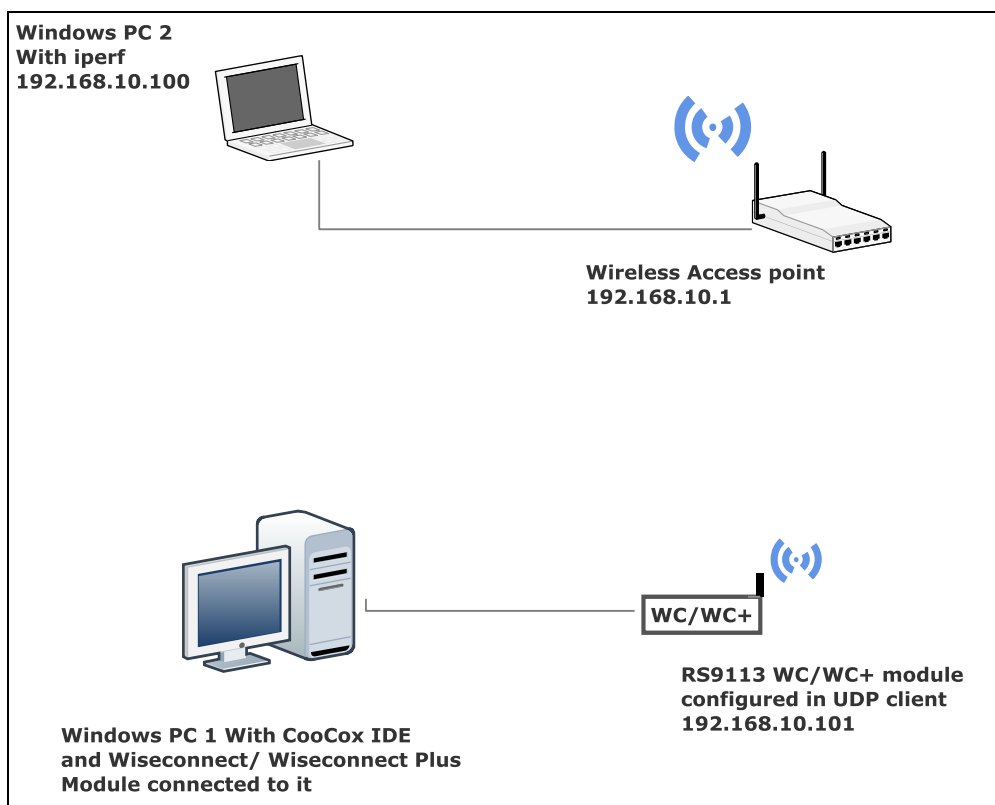 Windows PC 2
With iperf
192.168.10.100
Wireless Access point
192.168.10.1
WC/WC+
RS9113 WC/WC+ module
configured in UDP client
192.168.10.101
Windows PC 1 With CooCox IDE
and Wiseconnect/ Wiseconnect Plus
Module connected to it